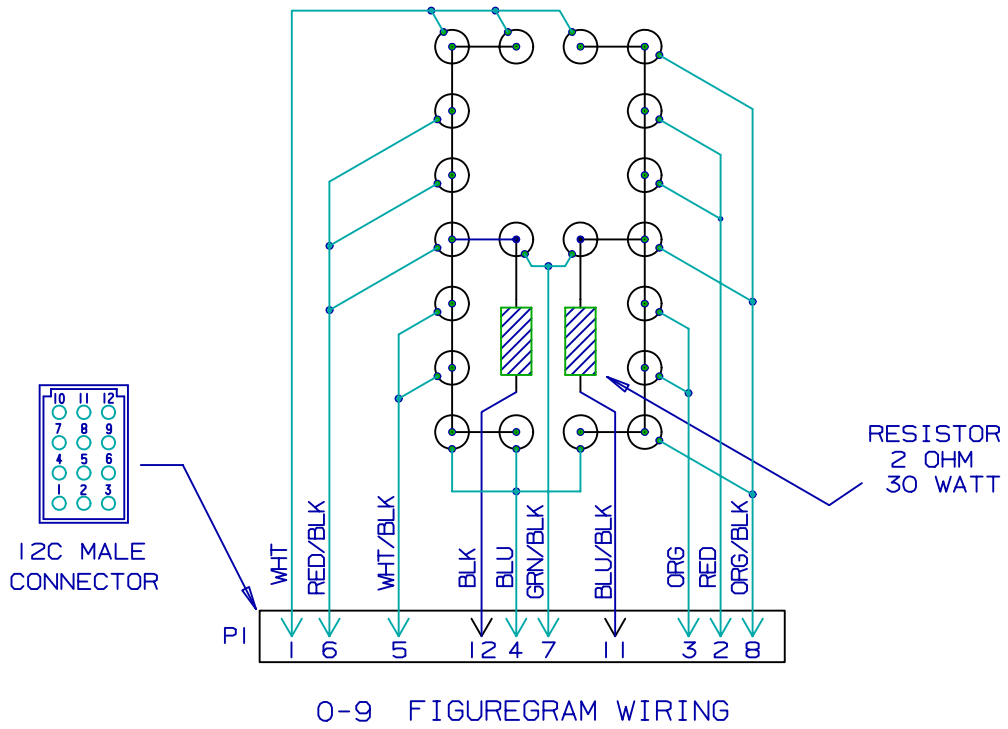 RESISTOR
2 OHM
30 WATT
10 11 12
7 8 9
4 5 6
1 2 3
12C MALE
CONNECTOR
WHT
RED/BLK
WHT/BLK
BLK
BLU
GRN/BLK
BLU/BLK
ORG
RED
ORG/BLK
P1
1 6 5 12 4 7 11 3 2 8
0-9 FIGUREGRAM WIRING